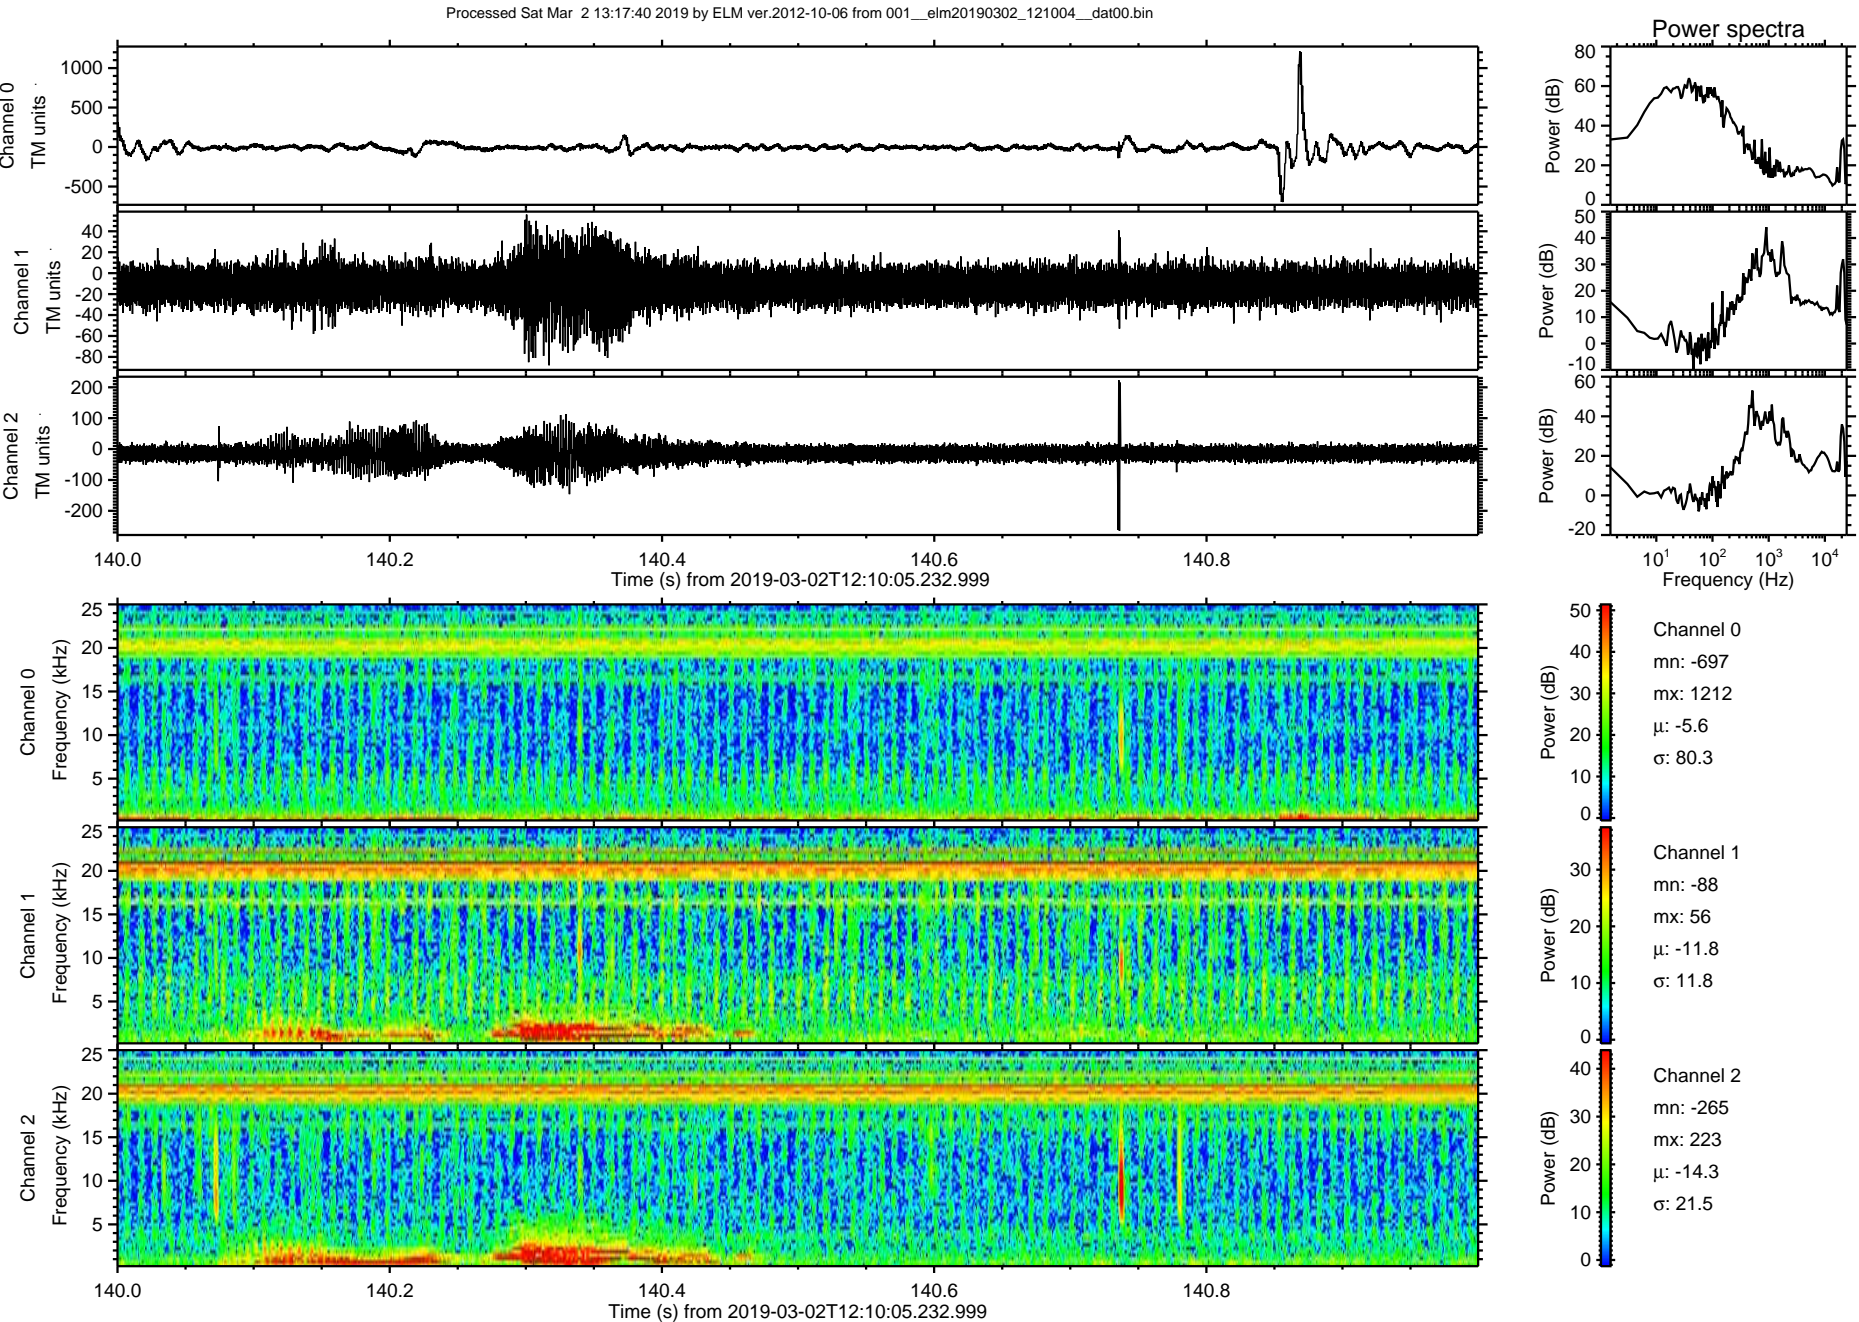 Processed Sat Mar 2 13:17:40 2019 by ELM ver.2012-10-06 from 001__elm20190302_121004__dat00.bin
Power spectra
Channel 0
TM units
1000
500
0
-500
Power (dB)
80
60
40
20
0
Channel 1
TM units
40
20
0
-20
-40
-60
-80
Power (dB)
50
40
30
20
10
0
-10
Channel 2
TM units
200
100
0
-100
-200
Power (dB)
60
40
20
0
-20
140.0 140.2 140.4 140.6 140.8
Time (s) from 2019-03-02T12:10:05.232.999
10¹ 10² 10³ 10⁴
Frequency (Hz)
Channel 0
Frequency (kHz)
25
20
15
10
5
Power (dB)
50
40
30
20
10
0
Channel 0
mn: -697
mx: 1212
μ: -5.6
σ: 80.3
Channel 1
Frequency (kHz)
25
20
15
10
5
Power (dB)
30
20
10
0
Channel 1
mn: -88
mx: 56
μ: -11.8
σ: 11.8
Channel 2
Frequency (kHz)
25
20
15
10
5
Power (dB)
40
30
20
10
0
Channel 2
mn: -265
mx: 223
μ: -14.3
σ: 21.5
140.0 140.2 140.4 140.6 140.8
Time (s) from 2019-03-02T12:10:05.232.999